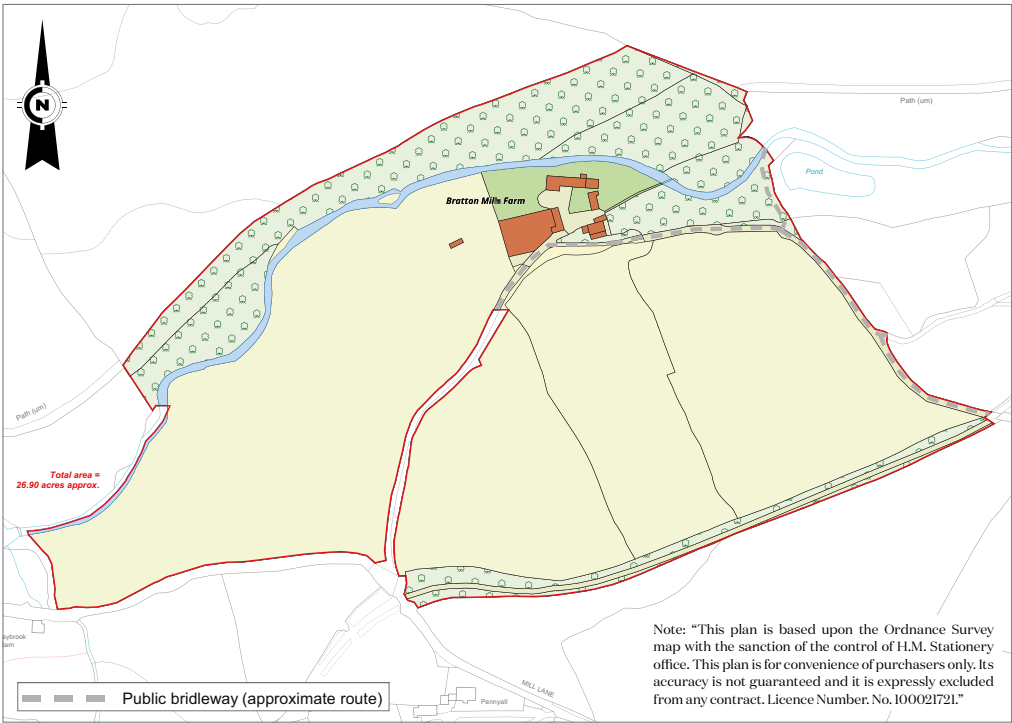 N
Path (um)
Pond
Bratton Mills Farm
Path (um)
Total area =
26.90 acres approx.
eybrook
MILL LANE
Pennyall
Note: “This plan is based upon the Ordnance Survey
map with the sanction of the control of H.M. Stationery
office. This plan is for convenience of purchasers only. Its
accuracy is not guaranteed and it is expressly excluded
from any contract. Licence Number. No. 100021721.”
Public bridleway (approximate route)